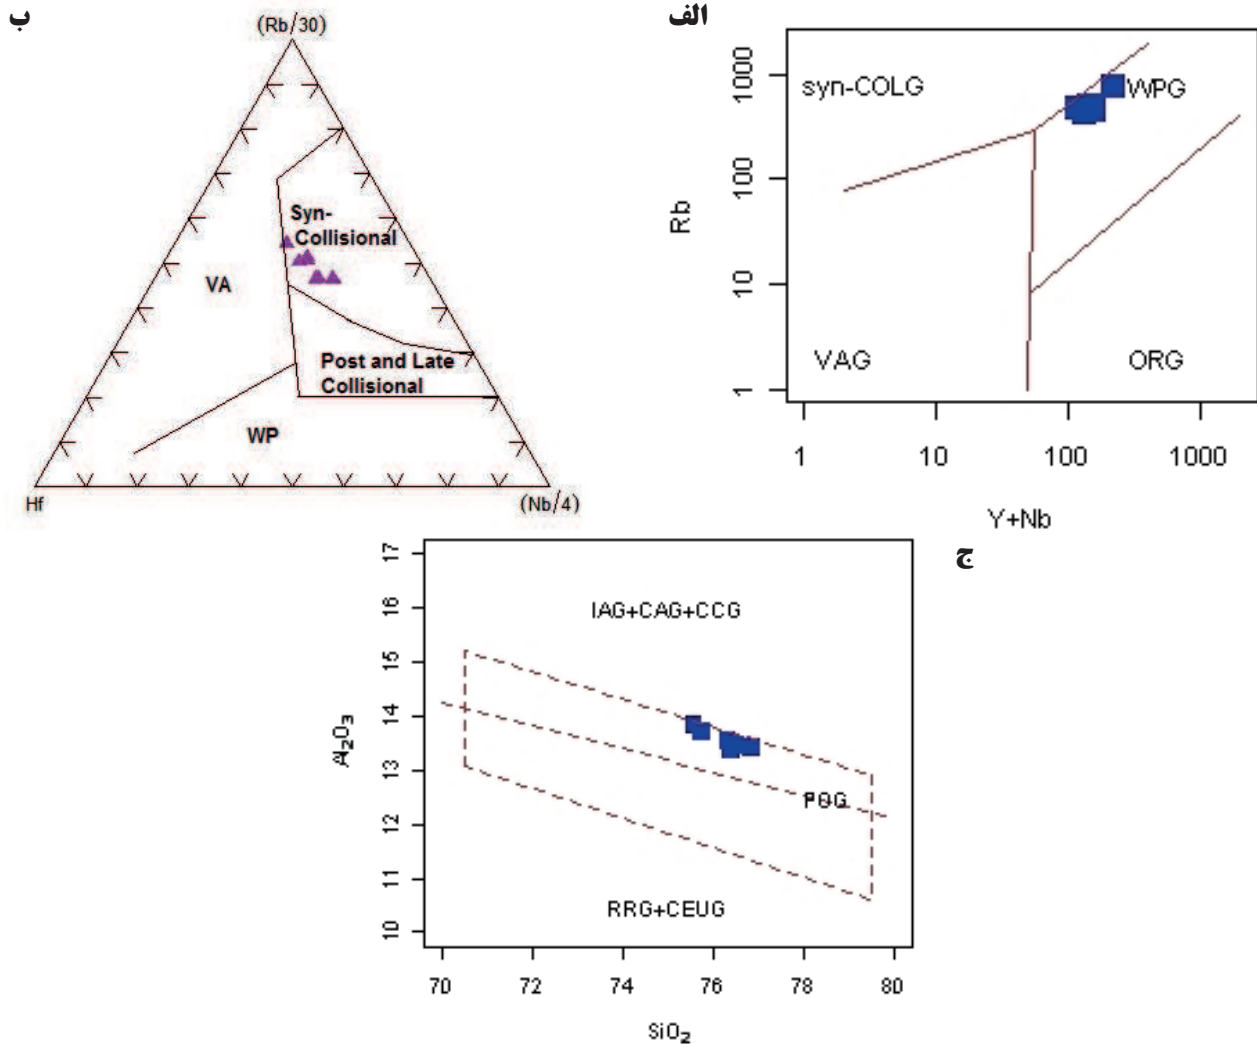 ب
(Rb/30)
Syn-
Collisional
VA
Post and Late
Collisional
WP
Hf
(Nb/4)
الف
1000
100
10
1
Rb
syn-COLG
WPG
VAG
ORG
1 10 100 1000
Y+Nb
ج
17
16
15
14
13
12
11
10
Al₂O₃
IAG+CAG+CCG
POG
RRG+CEUG
70 72 74 76 78 80
SiO₂